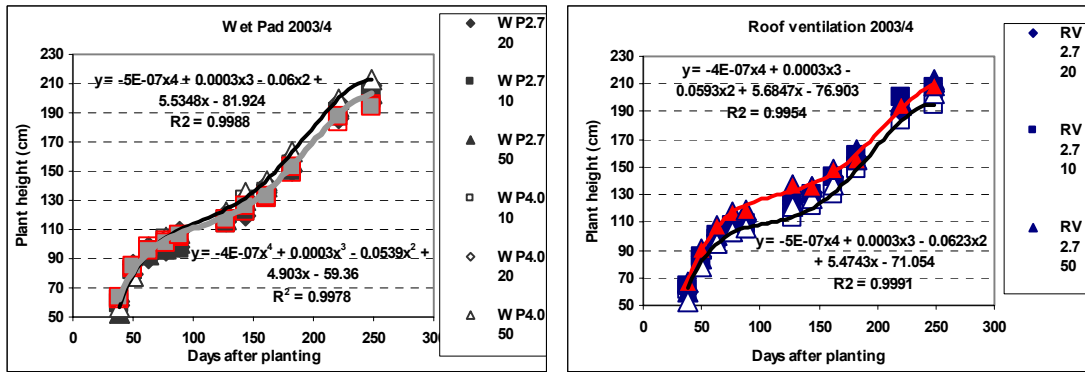 Wet Pad 2003/4
230
210
190
170
150
130
110
90
70
50
Plant height (cm)
y = -5E-07x4 + 0.0003x3 - 0.06x2 +
5.5348x - 81.924
R2 = 0.9988
y = -4E-07x⁴ + 0.0003x³ - 0.0539x² +
4.903x - 59.36
R² = 0.9978
0 50 100 150 200 250 300
Days after planting
W P2.7
20
W P2.7
10
W P2.7
50
W P4.0
10
W P4.0
20
W P4.0
50
Roof ventilation 2003/4
230
210
190
170
150
130
110
90
70
50
Plant height (cm)
y = -4E-07x4 + 0.0003x3 -
0.0593x2 + 5.6847x - 76.903
R2 = 0.9954
y = -5E-07x4 + 0.0003x3 - 0.0623x2
+ 5.4743x - 71.054
R2 = 0.9991
0 50 100 150 200 250 300
Days after planting
RV
2.7
20
RV
2.7
10
RV
2.7
50